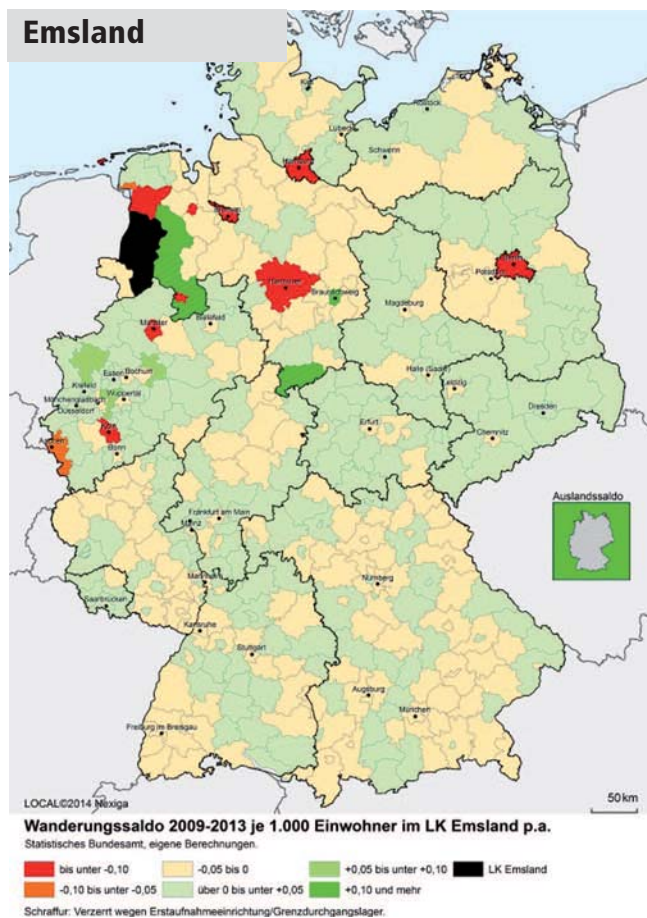 Emsland
Kiel
Rostock
Lübeck
Schwerin
Hamburg
Bremen
Berlin
Potsdam
Hannover
Braunschweig
Magdeburg
Bielefeld
Münster
Essen
Bochum
Krefeld
Mönchengladbach
Wuppertal
Düsseldorf
Halle (Saale)
Leipzig
Dresden
Köln
Aachen
Bonn
Erfurt
Chemnitz
Auslandssaldo
Frankfurt am Main
Mainz
Mannheim
Nürnberg
Saarbrücken
Karlsruhe
Stuttgart
Augsburg
München
Freiburg im Breisgau
LOCAL©2014 Nexiga
50 km
Wanderungssaldo 2009-2013 je 1.000 Einwohner im LK Emsland p.a.
Statistisches Bundesamt, eigene Berechnungen.
bis unter -0,10
-0,05 bis 0
+0,05 bis unter +0,10
LK Emsland
-0,10 bis unter -0,05
über 0 bis unter +0,05
+0,10 und mehr
Schraffur: Verzerrt wegen Erstaufnahmeeinrichtung/Grenzdurchgangslager.